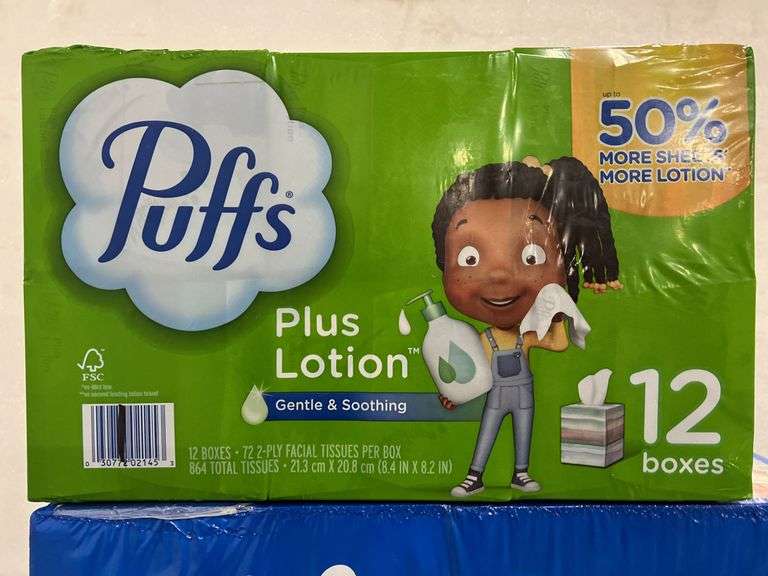 Puffs®
up to
50%
MORE SHEETS*
MORE LOTION**
Plus
Lotion™
Gentle & Soothing
FSC
12 BOXES • 72 2-PLY FACIAL TISSUES PER BOX
864 TOTAL TISSUES • 21.3 cm X 20.8 cm (8.4 IN X 8.2 IN)
12
boxes